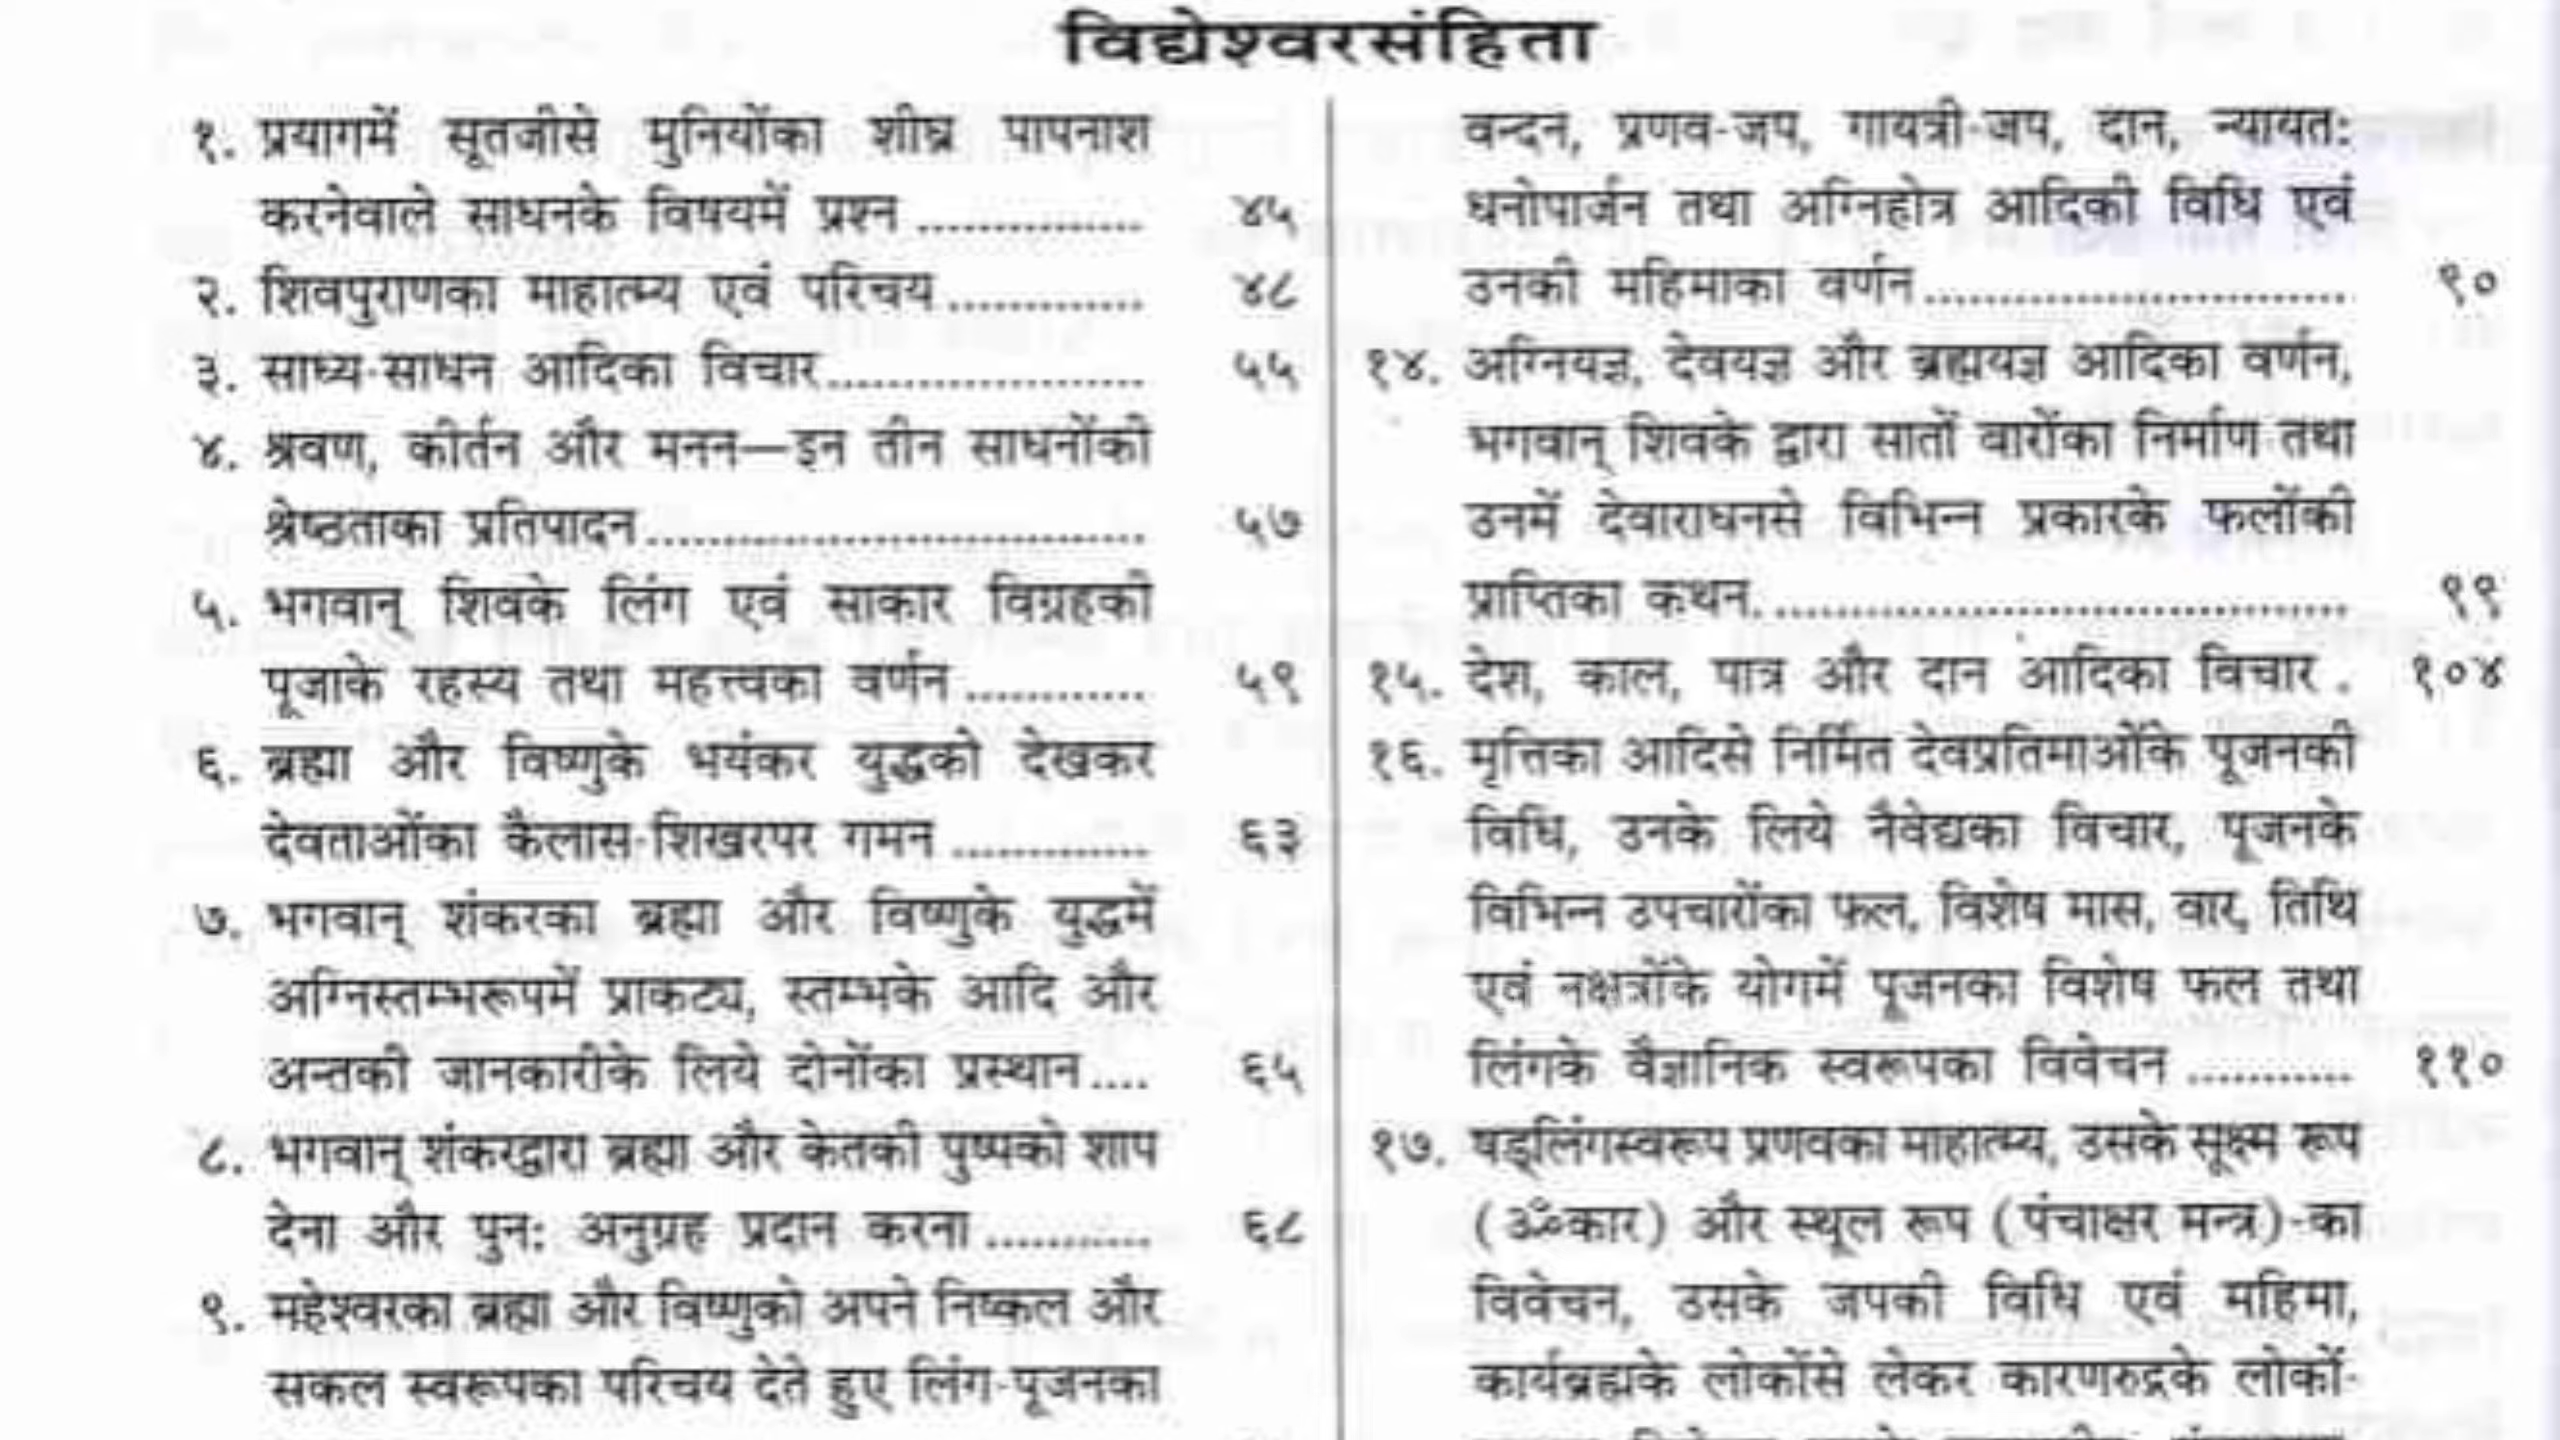 विद्येश्वरसंहिता
१. प्रयागमें सूतजीसे मुनियोंका शीघ्र पापनाश
करनेवाले साधनके विषयमें प्रश्न ............... ४५
२. शिवपुराणका माहात्म्य एवं परिचय ............. ४८
३. साध्य-साधन आदिका विचार..................... ५५
४. श्रवण, कीर्तन और मनन—इन तीन साधनोंकी
श्रेष्ठताका प्रतिपादन................................. ५७
५. भगवान् शिवके लिंग एवं साकार विग्रहकी
पूजाके रहस्य तथा महत्त्वका वर्णन ............ ५९
६. ब्रह्मा और विष्णुके भयंकर युद्धको देखकर
देवताओंका कैलास-शिखरपर गमन ............. ६३
७. भगवान् शंकरका ब्रह्मा और विष्णुके युद्धमें
अग्निस्तम्भरूपमें प्राकट्य, स्तम्भके आदि और
अन्तकी जानकारीके लिये दोनोंका प्रस्थान .... ६५
८. भगवान् शंकरद्वारा ब्रह्मा और केतकी पुष्पको शाप
देना और पुनः अनुग्रह प्रदान करना ........... ६८
९. महेश्वरका ब्रह्मा और विष्णुको अपने निष्कल और
सकल स्वरूपका परिचय देते हुए लिंग-पूजनका
वन्दन, प्रणव-जप, गायत्री-जप, दान, न्यायतः
धनोपार्जन तथा अग्निहोत्र आदिकी विधि एवं
उनकी महिमाका वर्णन............................ ९०
१४. अग्नियज्ञ, देवयज्ञ और ब्रह्मयज्ञ आदिका वर्णन,
भगवान् शिवके द्वारा सातों वारोंका निर्माण तथा
उनमें देवाराधनसे विभिन्न प्रकारके फलोंकी
प्राप्तिका कथन....................................... ९९
१५. देश, काल, पात्र और दान आदिका विचार . १०४
१६. मृत्तिका आदिसे निर्मित देवप्रतिमाओंके पूजनकी
विधि, उनके लिये नैवेद्यका विचार, पूजनके
विभिन्न उपचारोंका फल, विशेष मास, वार, तिथि
एवं नक्षत्रोंके योगमें पूजनका विशेष फल तथा
लिंगके वैज्ञानिक स्वरूपका विवेचन ........... ११०
१७. षड्लिंगस्वरूप प्रणवका माहात्म्य, उसके सूक्ष्म रूप
(ॐकार) और स्थूल रूप (पंचाक्षर मन्त्र)-का
विवेचन, उसके जपकी विधि एवं महिमा,
कार्यब्रह्मके लोकोंसे लेकर कारणरुद्रके लोकों-